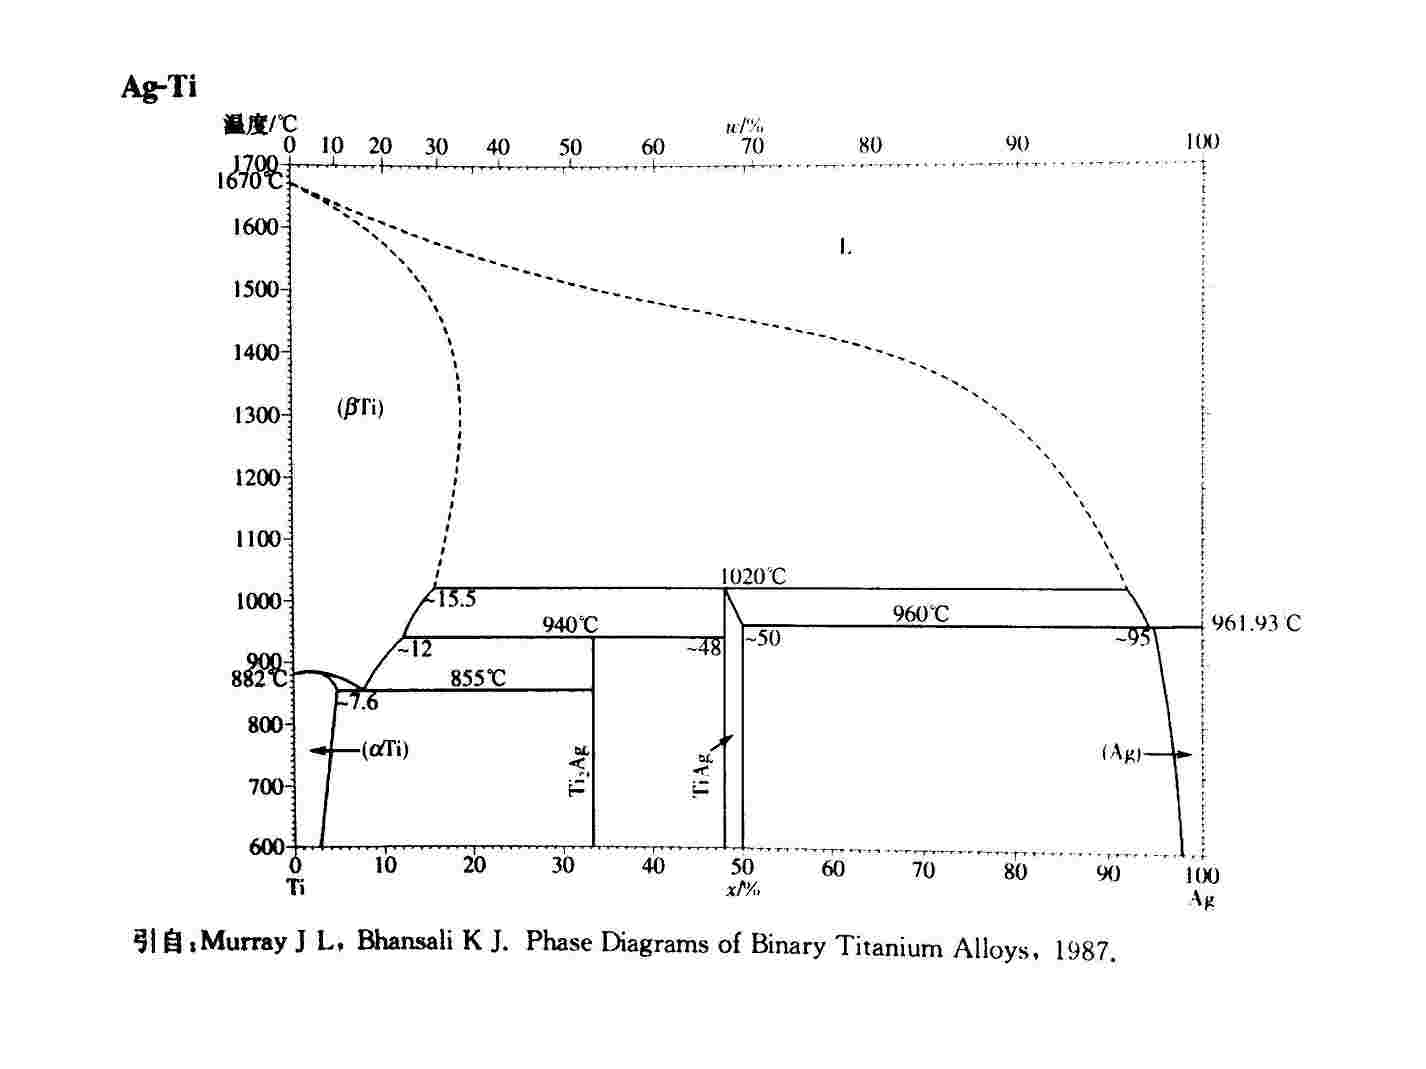 Ag-Ti
温度/℃
w/%
0 10 20 30 40 50 60 70 80 90 100
1700
1670℃
1600
L
1500
1400
(βTi)
1300
1200
1100
1020℃
1000
~15.5
960℃
961.93℃
940℃
~12
~48
~50
~95
900
882℃
855℃
~7.6
800
(αTi)
(Ag)
Ti₂Ag
TiAg
700
600
0 10 20 30 40 50 60 70 80 90 100
Ti
x/%
Ag
引自:Murray J L, Bhansali K J. Phase Diagrams of Binary Titanium Alloys, 1987.